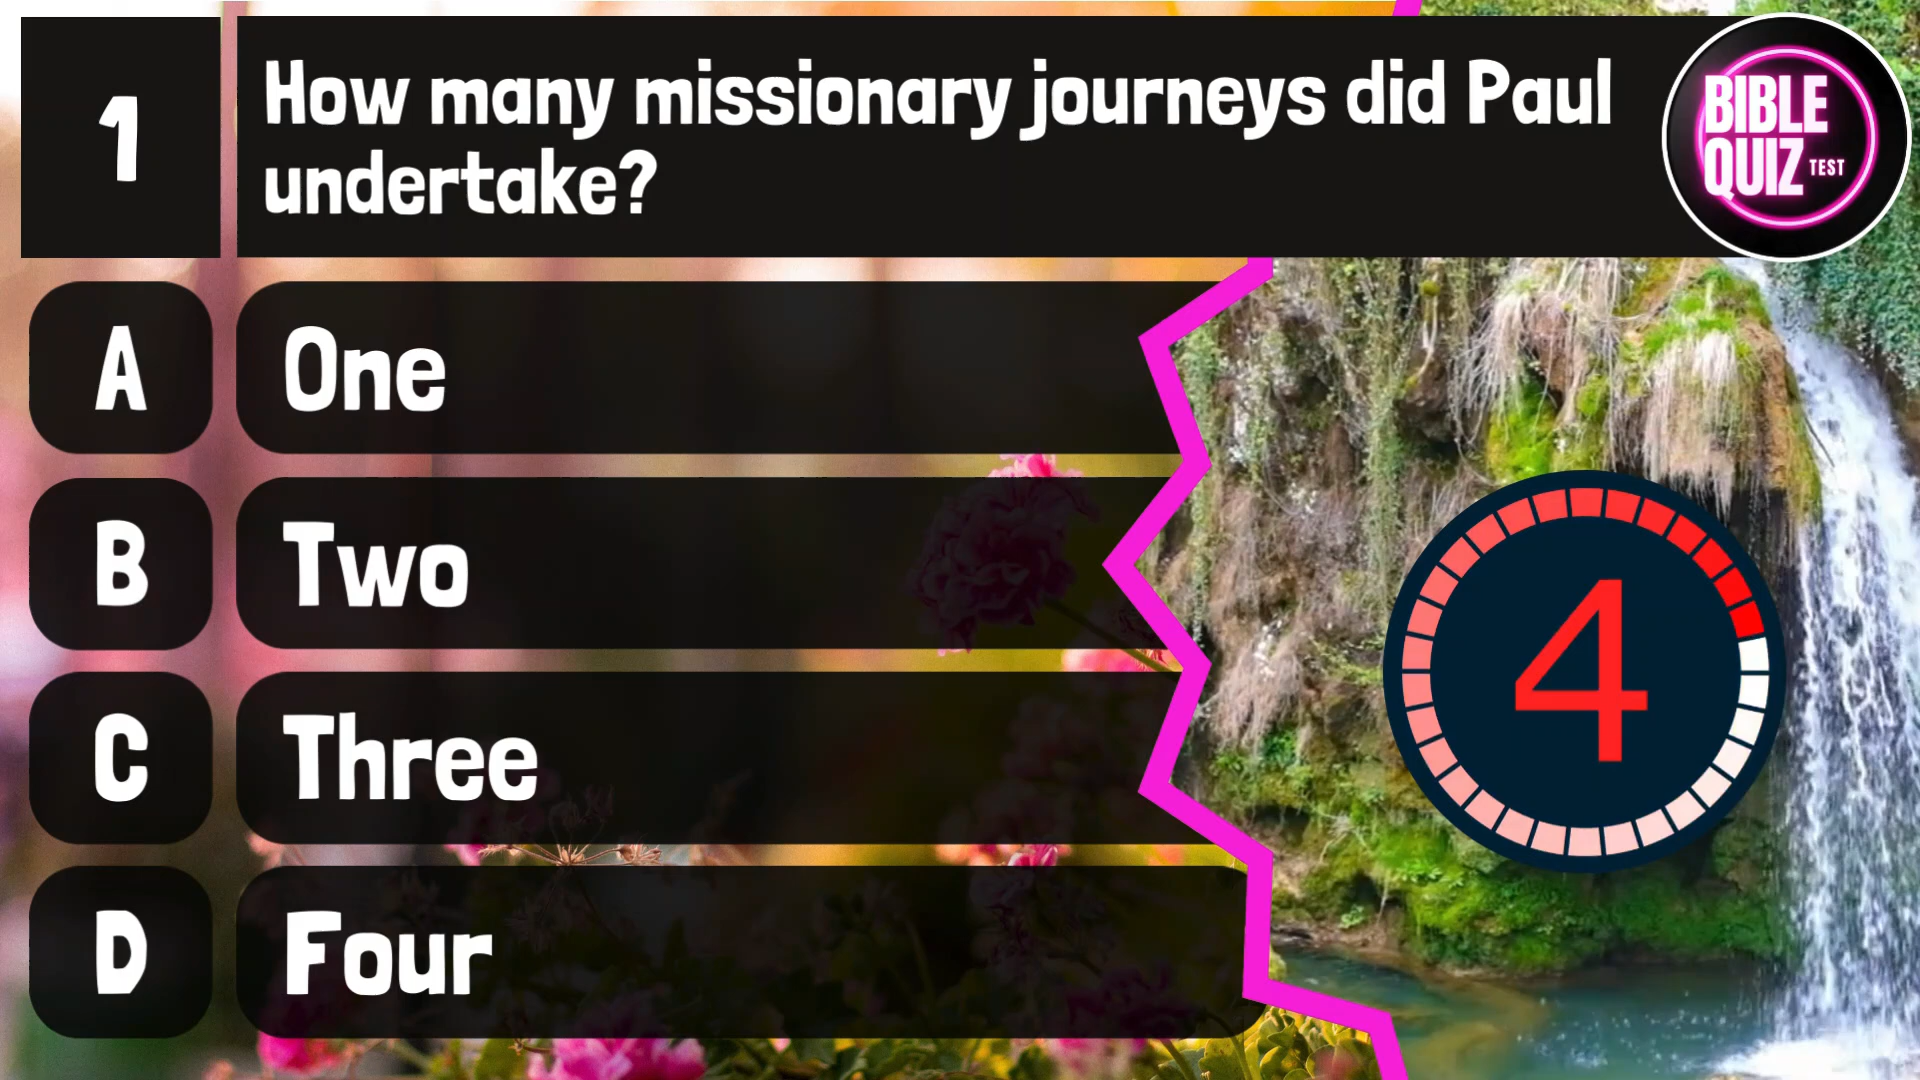 1
How many missionary journeys did Paul
undertake?
BIBLE
QUIZ TEST
A
One
B
Two
C
Three
D
Four
4